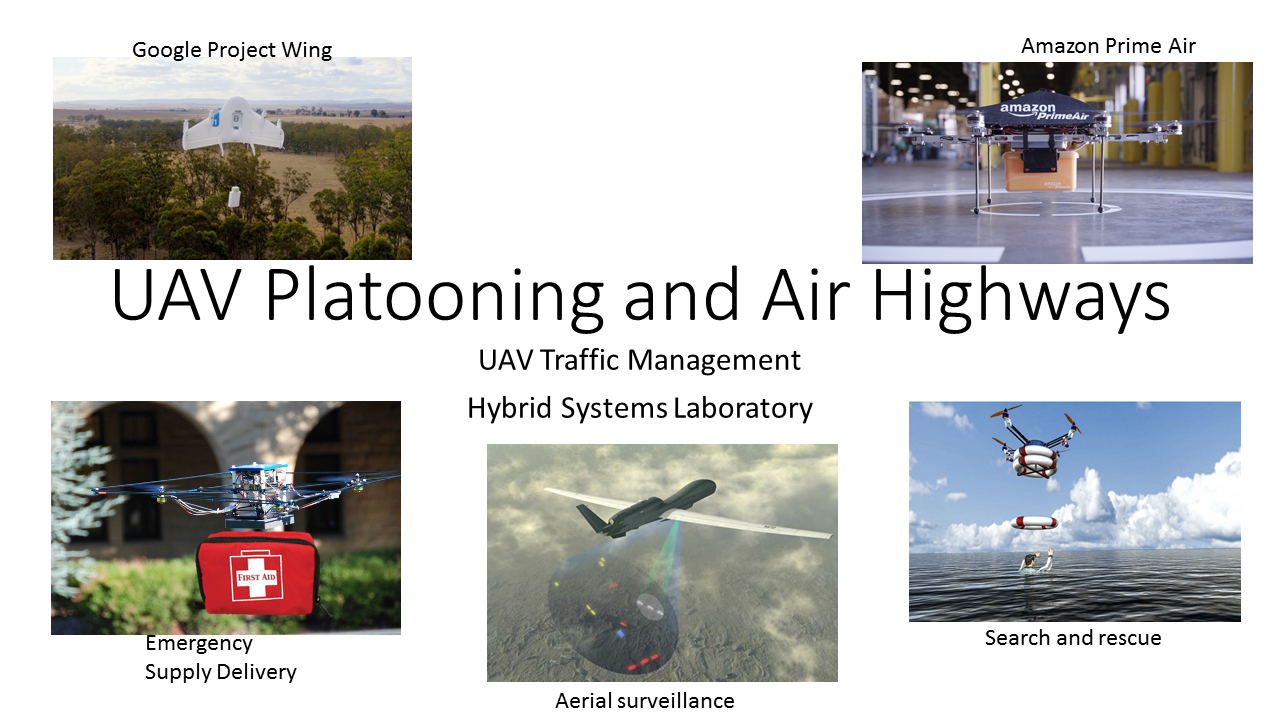 Google Project Wing
Amazon Prime Air
amazon
PrimeAir
amazon
UAV Platooning and Air Highways
UAV Traffic Management
Hybrid Systems Laboratory
FIRST AID
Emergency
Supply Delivery
Aerial surveillance
Search and rescue